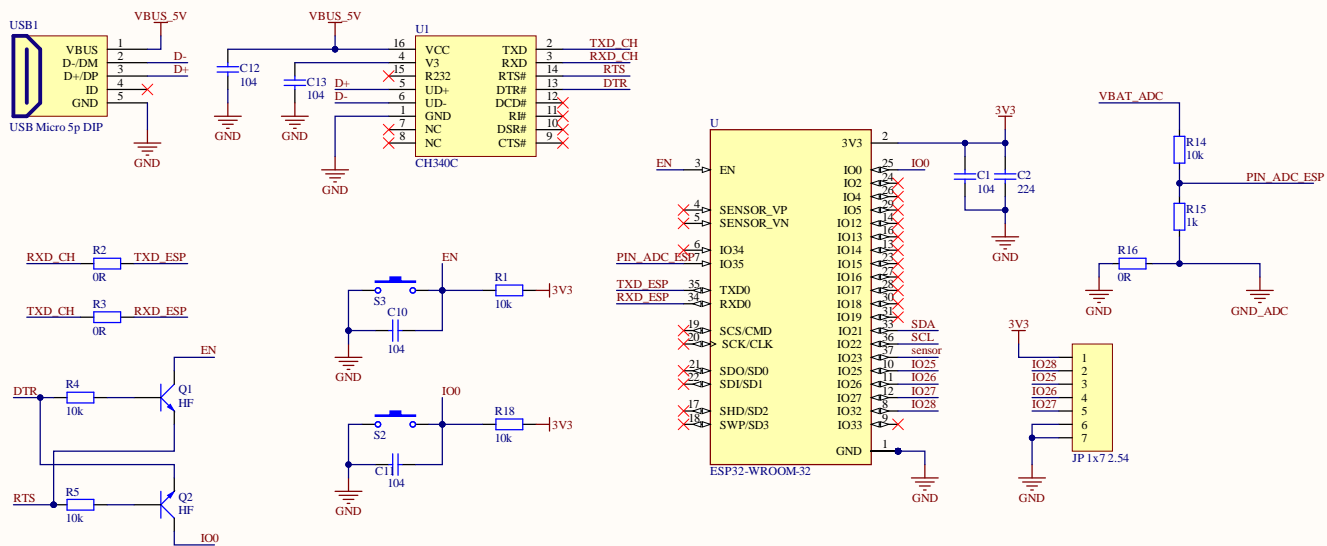 USB1
VBUS_5V
VBUS 1
D-/DM 2 D-
D+/DP 3 D+
ID 4
GND 5
USB Micro 5p DIP
GND
VBUS_5V
C12
104
GND
C13
104
GND
U1
16 VCC TXD 2 TXD_CH
4 V3 RXD 3 RXD_CH
15 R232 RTS# 14 RTS
D+ 5 UD+ DTR# 13 DTR
D- 6 UD- DCD# 12
1 GND RI# 11
7 NC DSR# 10
8 NC CTS# 9
CH340C
GND
RXD_CH R2 TXD_ESP
0R
TXD_CH R3 RXD_ESP
0R
EN
DTR R4 Q1
10k HF
RTS R5 Q2
10k HF
IO0
EN
S3
R1
10k
3V3
C10
104
GND
IO0
S2
R18
10k
3V3
C11
104
GND
U
3V3 2
EN 3 EN IO0 25 IO0
IO2 24
IO4 26
4 SENSOR_VP IO5 29
5 SENSOR_VN IO12 14
IO13 16
6 IO34 IO14 13
PIN_ADC_ESP 7 IO35 IO15 23
IO16 27
TXD_ESP 35 TXD0 IO17 28
RXD_ESP 34 RXD0 IO18 30
IO19 31
19 SCS/CMD IO21 33 SDA
20 SCK/CLK IO22 36 SCL
IO23 37 sensor
21 SDO/SD0 IO25 10 IO25
22 SDI/SD1 IO26 11 IO26
IO27 12 IO27
17 SHD/SD2 IO32 8 IO28
18 SWP/SD3 IO33 9
GND 1
ESP32-WROOM-32
GND
3V3
C1
104
C2
224
GND
VBAT_ADC
R14
10k
PIN_ADC_ESP
R15
1k
R16
0R
GND
GND_ADC
3V3
1
IO28 2
IO25 3
IO26 4
IO27 5
6
7
JP 1x7 2.54
GND